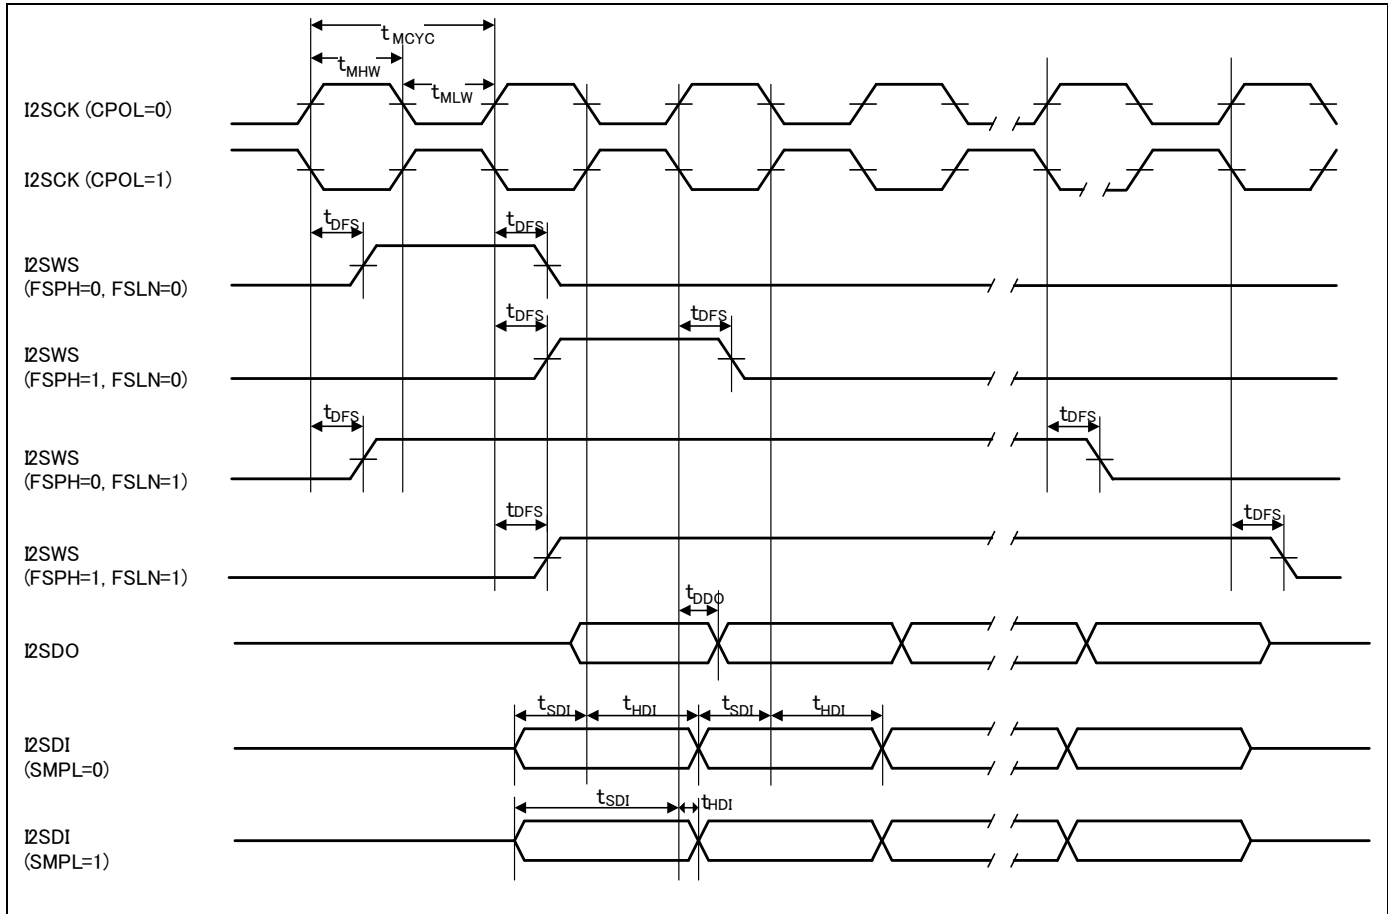 tMCYC
tMHW
tMLW
I2SCK (CPOL=0)
I2SCK (CPOL=1)
tDFS
tDFS
I2SWS
(FSPH=0, FSLN=0)
tDFS
tDFS
I2SWS
(FSPH=1, FSLN=0)
tDFS
tDFS
I2SWS
(FSPH=0, FSLN=1)
tDFS
tDFS
I2SWS
(FSPH=1, FSLN=1)
tDDO
I2SDO
tSDI
tHDI
tSDI
tHDI
I2SDI
(SMPL=0)
tSDI
tHDI
I2SDI
(SMPL=1)